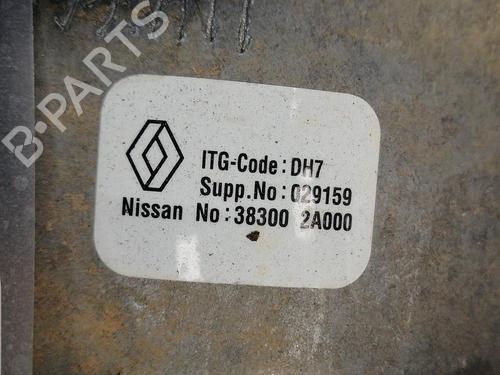 B-PARTS
ITG-Code : DH7
Supp.No : 029159
Nissan No : 38300 2A000